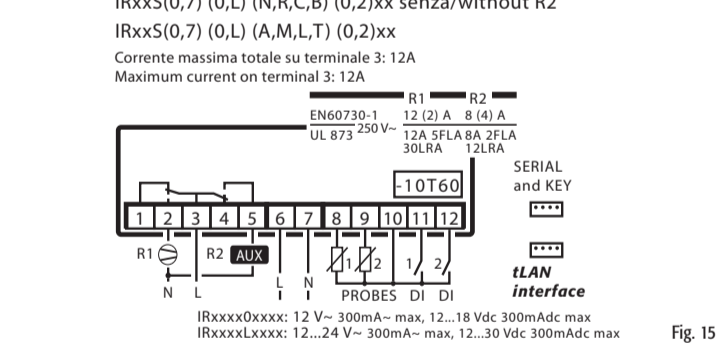 IRxxS(0,7) (0,L) (N,R,C,B) (0,2)xx senza/without R2
IRxxS(0,7) (0,L) (A,M,L,T) (0,2)xx
Corrente massima totale su terminale 3: 12A
Maximum current on terminal 3: 12A
R1 R2
EN60730-1 12 (2) A 8 (4) A
UL 873 250 V~ 12A 5FLA 8A 2FLA
30LRA 12LRA
SERIAL
and KEY
-10T60
1 2 3 4 5 6 7 8 9 10 11 12
R1 R2 AUX 1 2 1 2
tLAN
interface
N L L N PROBES DI DI
IRxxxx0xxxx: 12 V~ 300mA~ max, 12...18 Vdc 300mAdc max
IRxxxxLxxxx: 12...24 V~ 300mA~ max, 12...30 Vdc 300mAdc max
Fig. 15